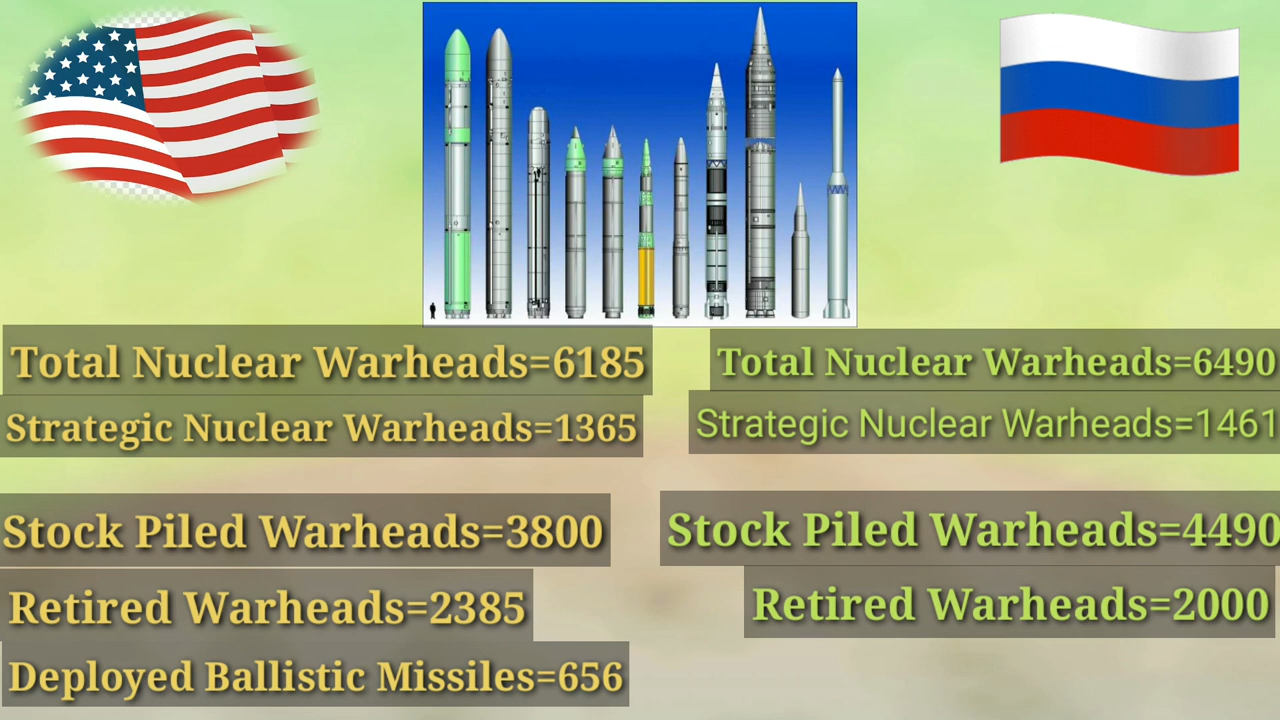 Total Nuclear Warheads=6185
Strategic Nuclear Warheads=1365
Stock Piled Warheads=3800
Retired Warheads=2385
Deployed Ballistic Missiles=656
Total Nuclear Warheads=6490
Strategic Nuclear Warheads=1461
Stock Piled Warheads=4490
Retired Warheads=2000